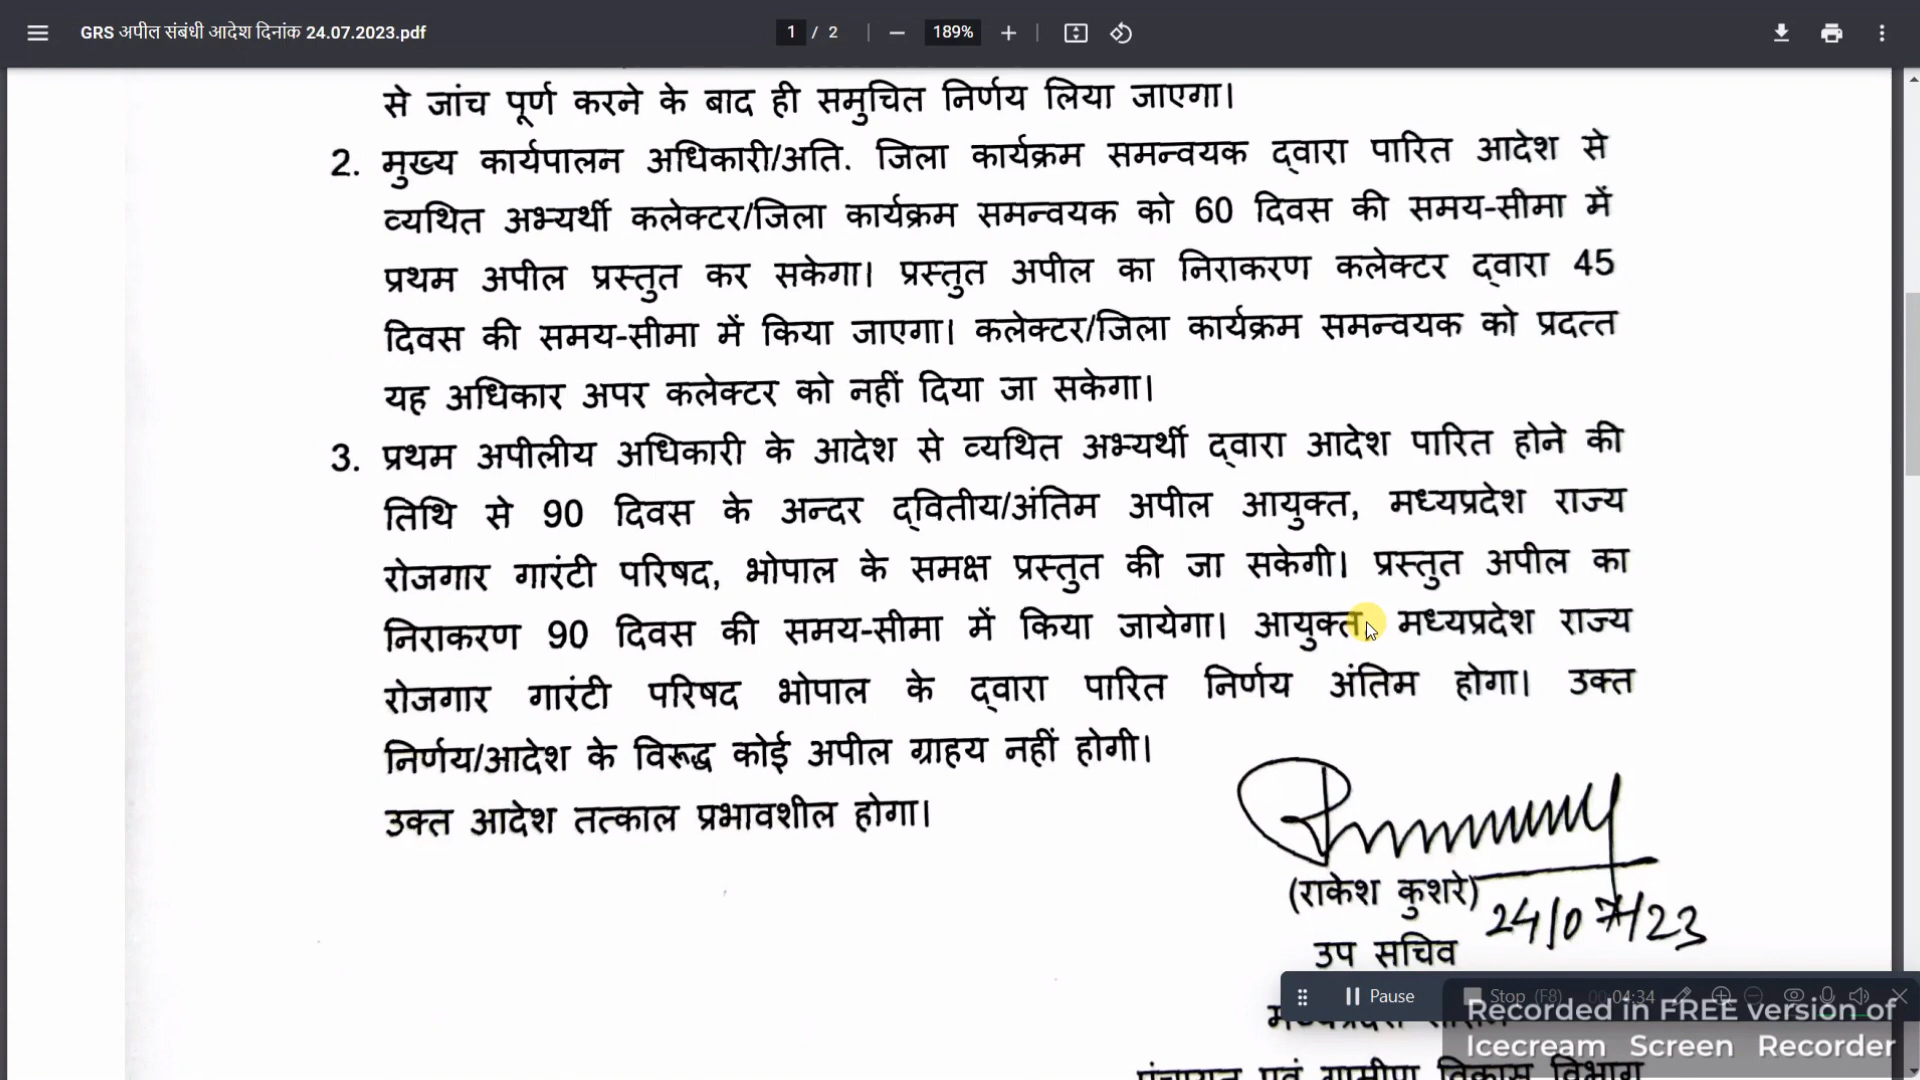 GRS अपील संबंधी आदेश दिनांक 24.07.2023.pdf
1 / 2
189%
से जांच पूर्ण करने के बाद ही समुचित निर्णय लिया जाएगा।
2. मुख्य कार्यपालन अधिकारी/अति. जिला कार्यक्रम समन्वयक द्वारा पारित आदेश से
व्यथित अभ्यर्थी कलेक्टर/जिला कार्यक्रम समन्वयक को 60 दिवस की समय-सीमा में
प्रथम अपील प्रस्तुत कर सकेगा। प्रस्तुत अपील का निराकरण कलेक्टर द्वारा 45
दिवस की समय-सीमा में किया जाएगा। कलेक्टर/जिला कार्यक्रम समन्वयक को प्रदत्त
यह अधिकार अपर कलेक्टर को नहीं दिया जा सकेगा।
3. प्रथम अपीलीय अधिकारी के आदेश से व्यथित अभ्यर्थी द्वारा आदेश पारित होने की
तिथि से 90 दिवस के अन्दर द्वितीय/अंतिम अपील आयुक्त, मध्यप्रदेश राज्य
रोजगार गारंटी परिषद, भोपाल के समक्ष प्रस्तुत की जा सकेगी। प्रस्तुत अपील का
निराकरण 90 दिवस की समय-सीमा में किया जायेगा। आयुक्त, मध्यप्रदेश राज्य
रोजगार गारंटी परिषद भोपाल के द्वारा पारित निर्णय अंतिम होगा। उक्त
निर्णय/आदेश के विरूद्ध कोई अपील ग्राहय नहीं होगी।
उक्त आदेश तत्काल प्रभावशील होगा।
(राकेश कुशरे)
24/07/23
उप सचिव
Pause
Stop (F8)
00:04:34
Recorded in FREE version of
Icecream Screen Recorder
पंचायत एवं ग्रामीण विकास विभाग